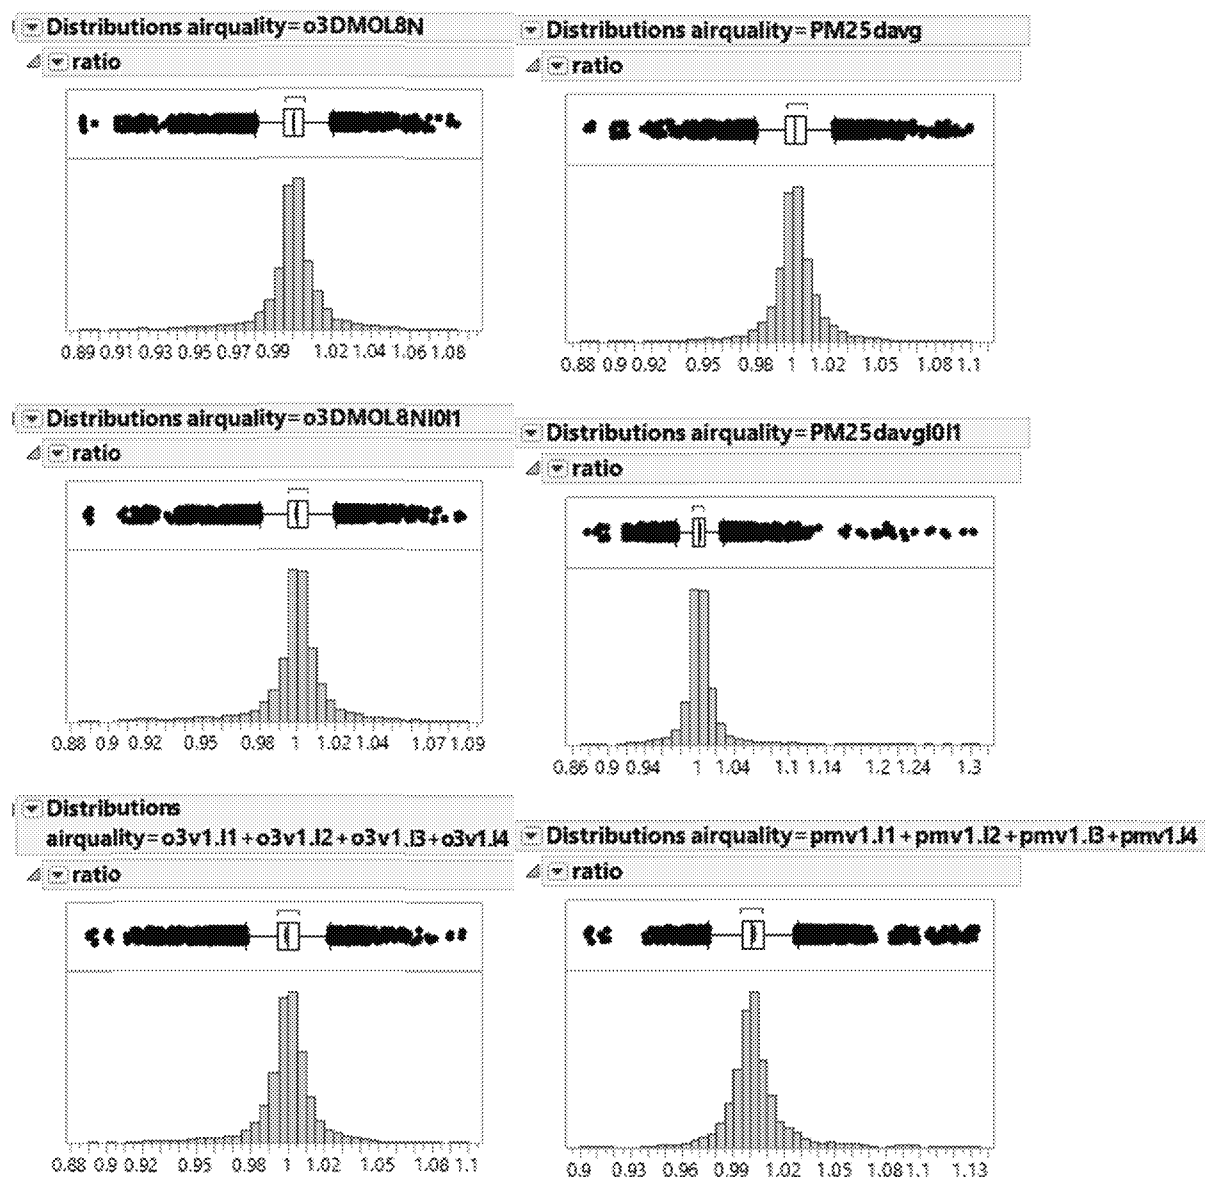 Distributions airquality=o3DMOL8N
ratio
0.89 0.91 0.93 0.95 0.97 0.99 1.02 1.04 1.06 1.08
Distributions airquality=PM25davg
ratio
0.88 0.9 0.92 0.95 0.98 1 1.02 1.05 1.08 1.1
Distributions airquality=o3DMOL8Nl0l1
ratio
0.88 0.9 0.92 0.95 0.98 1 1.02 1.04 1.07 1.09
Distributions airquality=PM25davgl0l1
ratio
0.86 0.9 0.94 1 1.04 1.1 1.14 1.2 1.24 1.3
Distributions
airquality=o3v1.l1+o3v1.l2+o3v1.l3+o3v1.l4
ratio
0.88 0.9 0.92 0.95 0.98 1 1.02 1.05 1.08 1.1
Distributions airquality=pmv1.l1+pmv1.l2+pmv1.l3+pmv1.l4
ratio
0.9 0.93 0.96 0.99 1.02 1.05 1.08 1.1 1.13